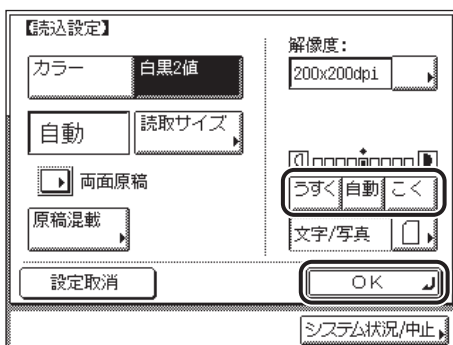 【読込設定】
カラー
白黒2値
自動
読取サイズ
両面原稿
原稿混載
設定取消
解像度:
200x200dpi
うすく
自動
こく
文字/写真
OK
システム状況/中止